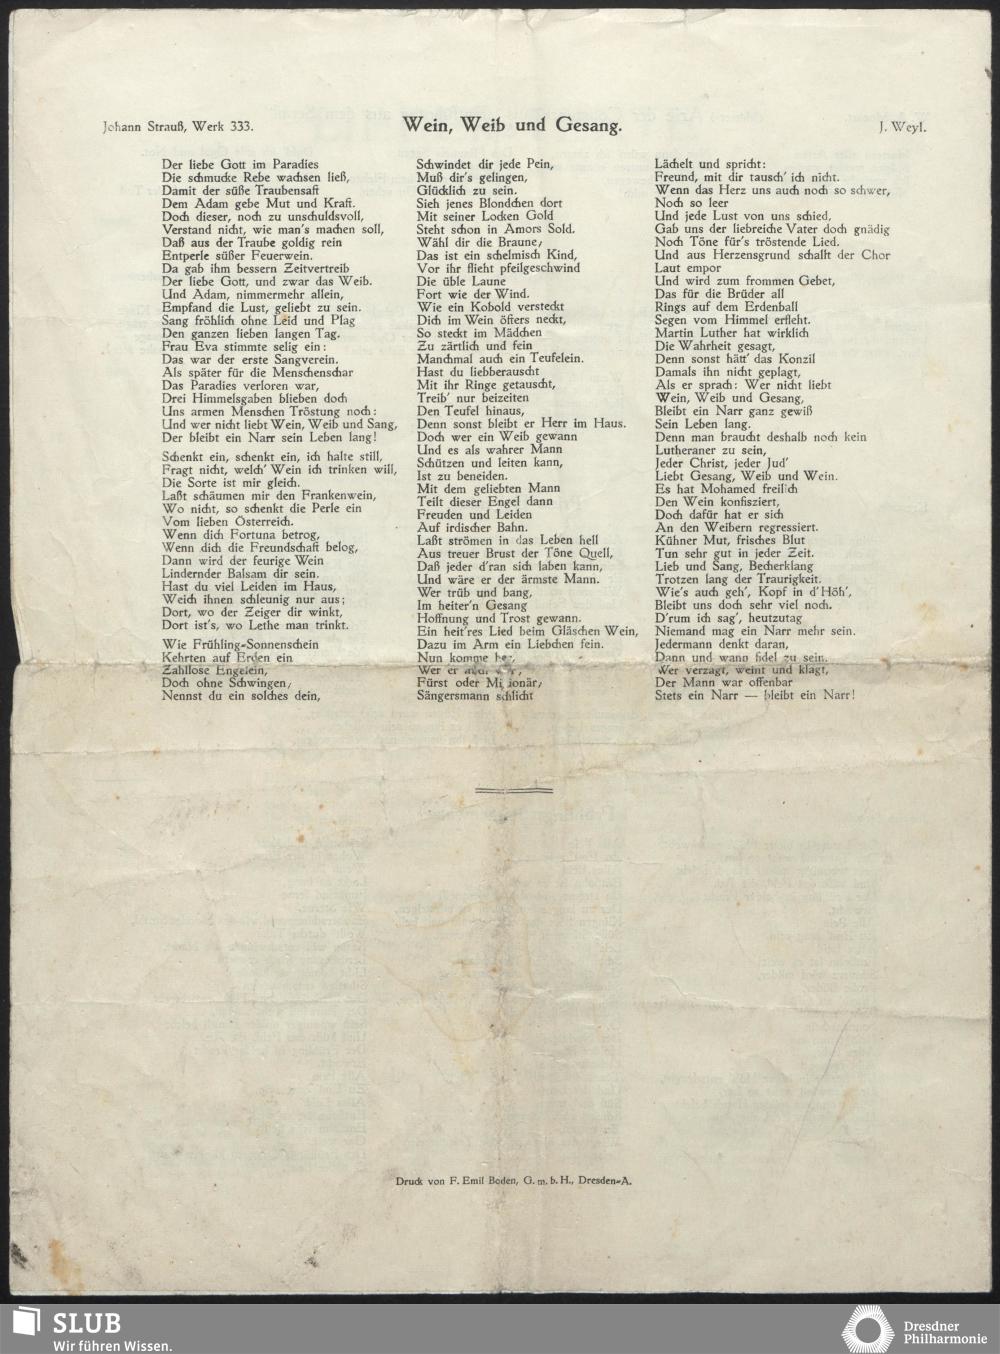 Johann Strauß, Werk 333.
Wein, Weib und Gesang.
J. Weyl.
Der liebe Gott im Paradies
Die schmucke Rebe wachsen ließ,
Damit der süße Traubensaft
Dem Adam gebe Mut und Kraft.
Doch dieser, noch zu unschuldsvoll,
Verstand nicht, wie man's machen soll,
Daß aus der Traube goldig rein
Entperle süßer Feuerwein.
Da gab ihm bessern Zeitvertreib
Der liebe Gott, und zwar das Weib.
Und Adam, nimmermehr allein,
Empfand die Lust, geliebt zu sein.
Sang fröhlich ohne Leid und Plag
Den ganzen lieben langen Tag.
Frau Eva stimmte selig ein:
Das war der erste Sangverein.
Als später für die Menschenschar
Das Paradies verloren war,
Drei Himmelsgaben blieben doch
Uns armen Menschen Tröstung noch:
Und wer nicht liebt Wein, Weib und Sang,
Der bleibt ein Narr sein Leben lang!
Schenkt ein, schenkt ein, ich halte still,
Fragt nicht, welch' Wein ich trinken will,
Die Sorte ist mir gleich.
Laßt schäumen mir den Frankenwein,
Wo nicht, so schenkt die Perle ein
Vom lieben Österreich.
Wenn dich Fortuna betrog,
Wenn dich die Freundschaft belog,
Dann wird der feurige Wein
Lindernder Balsam dir sein.
Hast du viel Leiden im Haus,
Weich ihnen schleunig nur aus;
Dort, wo der Zeiger dir winkt,
Dort ist's, wo Lethe man trinkt.
Wie Frühling-Sonnenschein
Kehrten auf Erden ein
Zahllose Engelein,
Doch ohne Schwingen,
Nennst du ein solches dein,
Schwindet dir jede Pein,
Muß dir's gelingen,
Glücklich zu sein.
Sieh jenes Blondchen dort
Mit seiner Locken Gold
Steht schon in Amors Sold.
Wähl dir die Braune,
Das ist ein schelmisch Kind,
Vor ihr flieht pfeilgeschwind
Die üble Laune
Fort wie der Wind.
Wie ein Kobold versteckt
Dich im Wein öfters neckt,
So steckt im Mädchen
Zu zärtlich und fein
Manchmal auch ein Teufelein.
Hast du liebberauscht
Mit ihr Ringe getauscht,
Treib' nur beizeiten
Den Teufel hinaus,
Denn sonst bleibt er Herr im Haus.
Doch wer ein Weib gewann
Und es als wahrer Mann
Schützen und leiten kann,
Ist zu beneiden.
Mit dem geliebten Mann
Teilt dieser Engel dann
Freuden und Leiden
Auf irdischer Bahn.
Laßt strömen in das Leben hell
Aus treuer Brust der Töne Quell,
Daß jeder d'ran sich laben kann,
Und wäre er der ärmste Mann.
Wer trüb und bang,
Im heiter'n Gesang
Hoffnung und Trost gewann.
Ein heit'res Lied beim Gläschen Wein,
Dazu im Arm ein Liebchen fein.
Nun komme her,
Wer er auch wär',
Fürst oder Millionär,
Sängersmann schlicht
Lächelt und spricht:
Freund, mit dir tausch' ich nicht.
Wenn das Herz uns auch noch so schwer,
Noch so leer
Und jede Lust von uns schied,
Gab uns der liebreiche Vater doch gnädig
Noch Töne für's tröstende Lied.
Und aus Herzensgrund schallt der Chor
Laut empor
Und wird zum frommen Gebet,
Das für die Brüder all
Rings auf dem Erdenball
Segen vom Himmel erfleht.
Martin Luther hat wirklich
Die Wahrheit gesagt,
Denn sonst hätt' das Konzil
Damals ihn nicht geplagt,
Als er sprach: Wer nicht liebt
Wein, Weib und Gesang,
Bleibt ein Narr ganz gewiß
Sein Leben lang.
Denn man braucht deshalb noch kein
Lutheraner zu sein,
Jeder Christ, jeder Jud'
Liebt Gesang, Weib und Wein.
Es hat Mohamed freilich
Den Wein konfisziert,
Doch dafür hat er sich
An den Weibern regressiert.
Kühner Mut, frisches Blut
Tun sehr gut in jeder Zeit.
Lieb und Sang, Becherklang
Trotzen lang der Traurigkeit.
Wie's auch geh', Kopf in d'Höh',
Bleibt uns doch sehr viel noch.
D'rum ich sag', heutzutag
Niemand mag ein Narr mehr sein.
Jedermann denkt daran,
Dann und wann fidel zu sein.
Wer verzagt, weint und klagt,
Der Mann war offenbar
Stets ein Narr — bleibt ein Narr!
Druck von F. Emil Boden, G. m. b. H., Dresden-A.
SLUB
Wir führen Wissen.
Dresdner
Philharmonie